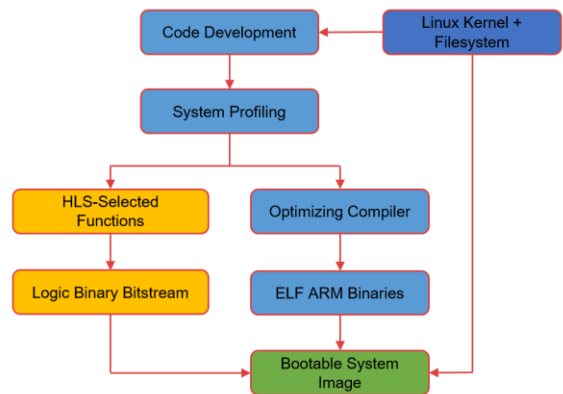 Code Development
Linux Kernel +
Filesystem
System Profiling
HLS-Selected
Functions
Optimizing Compiler
Logic Binary Bitstream
ELF ARM Binaries
Bootable System
Image